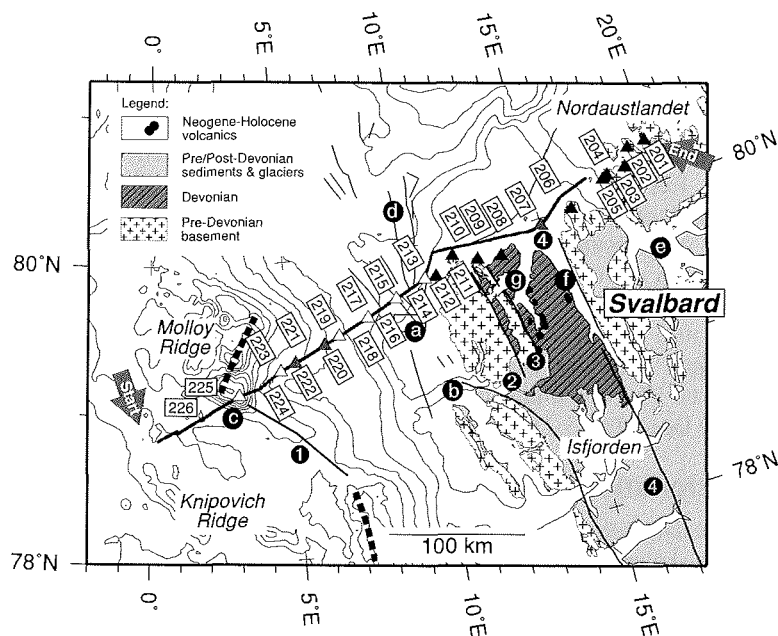 0°
5°E
10°E
15°E
20°E
Legend:
Neogene-Holocene
volcanics
Pre/Post-Devonian
sediments & glaciers
Devonian
Pre-Devonian
basement
Nordaustlandet
80°N
End
201
202
203
204
205
206
207
208
209
210
d
213
4
e
80°N
211
212
g
f
Svalbard
214
215
216
217
a
218
219
220
221
222
223
224
Molloy
Ridge
3
2
b
225
226
Start
c
1
Isfjorden
4
78°N
Knipovich
Ridge
100 km
78°N
0°
5°E
10°E
15°E